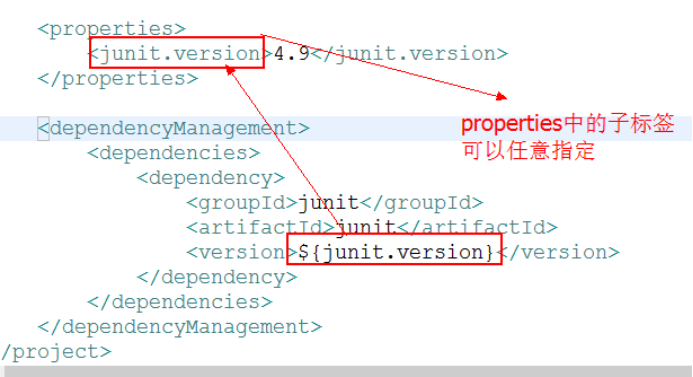 <properties>
<junit.version>4.9</junit.version>
</properties>
<dependencyManagement>
properties中的子标签
可以任意指定
<dependencies>
<dependency>
<groupId>junit</groupId>
<artifactId>junit</artifactId>
<version>${junit.version}</version>
</dependency>
</dependencies>
</dependencyManagement>
/project>